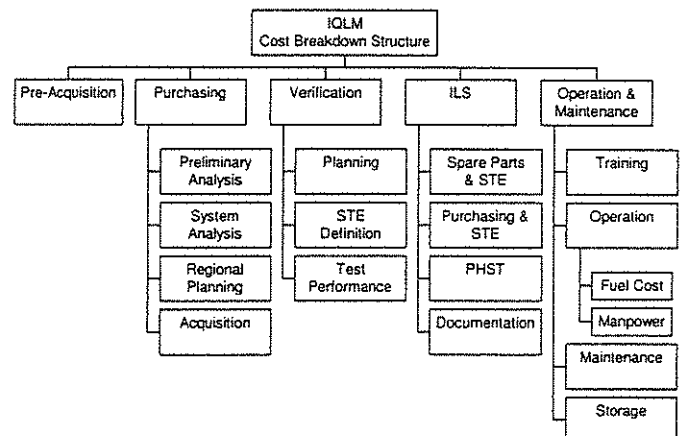 IQLM
Cost Breakdown Structure
Pre-Acquisition
Purchasing
Verification
ILS
Operation &
Maintenance
Preliminary
Analysis
System
Analysis
Regional
Planning
Acquisition
Planning
STE
Definition
Test
Performance
Spare Parts
& STE
Purchasing &
STE
PHST
Documentation
Training
Operation
Fuel Cost
Manpower
Maintenance
Storage